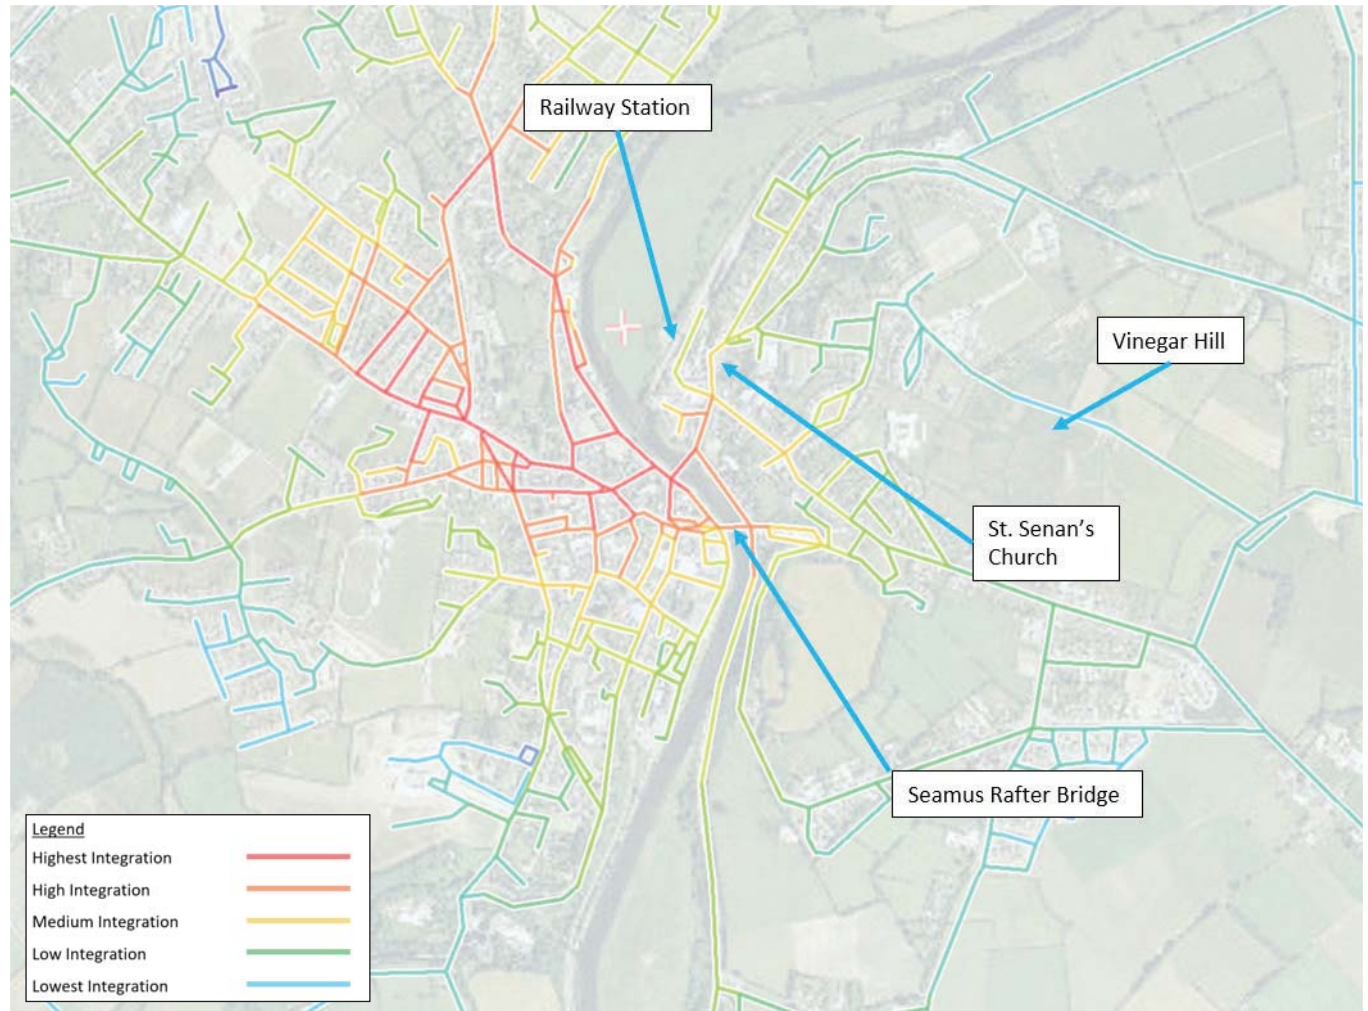 Railway Station
Vinegar Hill
St. Senan's
Church
Seamus Rafter Bridge
Legend
Highest Integration
High Integration
Medium Integration
Low Integration
Lowest Integration